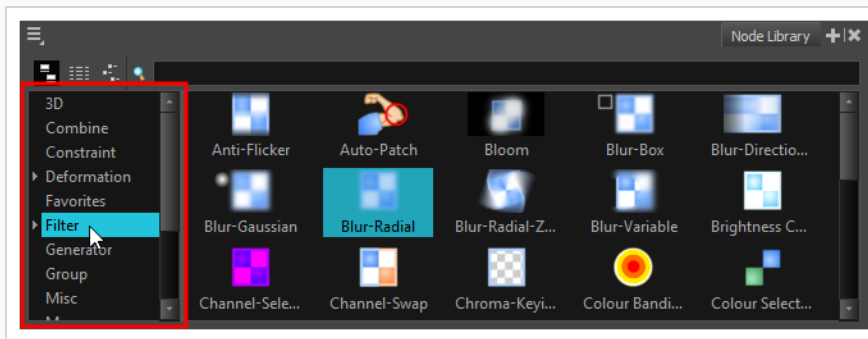 Node Library
3D
Combine
Constraint
Deformation
Favorites
Filter
Generator
Group
Misc
Anti-Flicker
Auto-Patch
Bloom
Blur-Box
Blur-Directio...
Blur-Gaussian
Blur-Radial
Blur-Radial-Z...
Blur-Variable
Brightness C...
Channel-Sele...
Channel-Swap
Chroma-Keyi...
Colour Bandi...
Colour Select...